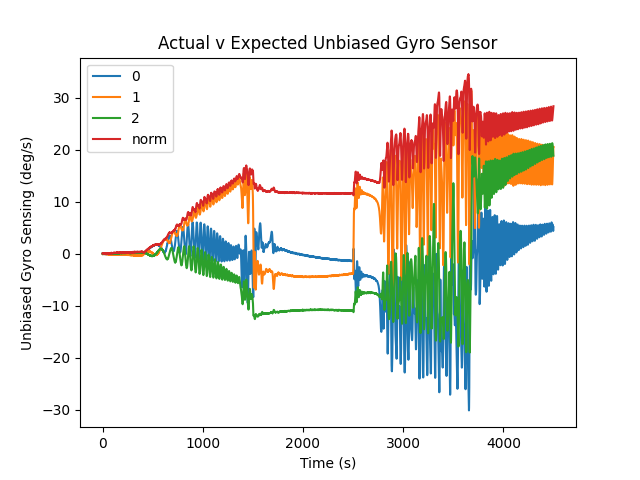 Actual v Expected Unbiased Gyro Sensor
0
1
2
norm
Unbiased Gyro Sensing (deg/s)
30
20
10
0
−10
−20
−30
0 1000 2000 3000 4000
Time (s)